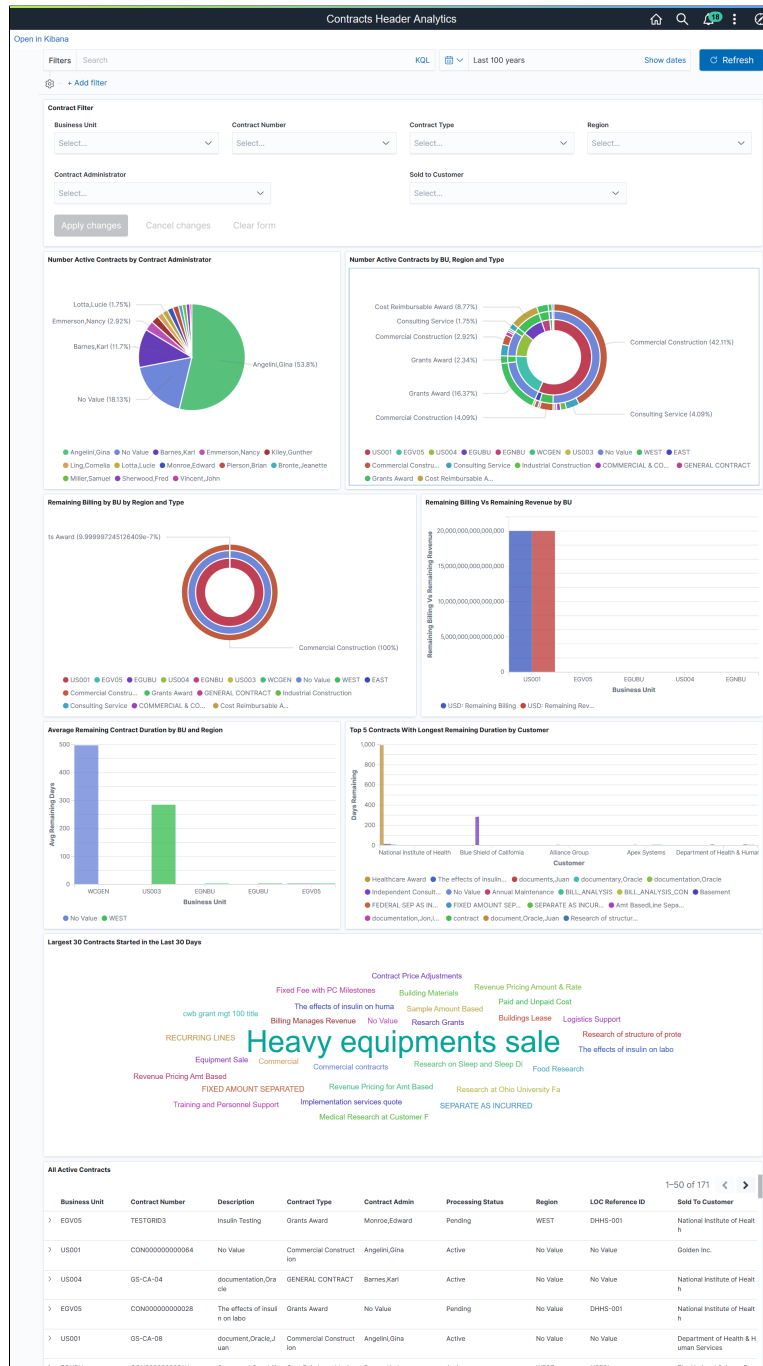 Contracts Header Analytics
18
Open in Kibana
Filters Search KQL Last 100 years Show dates Refresh
+ Add filter
Contract Filter
Business Unit Contract Number Contract Type Region
Select... Select... Select... Select...
Contract Administrator Sold to Customer
Select... Select...
Apply changes Cancel changes Clear form
Number Active Contracts by Contract Administrator
Lotta,Lucie (1.75%)
Emmerson,Nancy (2.92%)
Barnes,Karl (11.7%)
Angelini,Gina (53.8%)
No Value (18.13%)
Angelini,Gina No Value Barnes,Karl Emmerson,Nancy Kiley,Gunther
Ling,Cornelia Lotta,Lucie Monroe,Edward Pierson,Brian Bronte,Jeanette
Miller,Samuel Sherwood,Fred Vincent,John
Number Active Contracts by BU, Region and Type
Cost Reimbursable Award (8.77%)
Consulting Service (1.75%)
Commercial Construction (2.92%)
Commercial Construction (42.11%)
Grants Award (2.34%)
Grants Award (16.37%)
Commercial Construction (4.09%)
Consulting Service (4.09%)
US001 EGV05 US004 EGUBU EGNBU WCGEN US003 No Value WEST EAST
Commercial Constru... Consulting Service Industrial Construction COMMERCIAL & CO... GENERAL CONTRACT
Grants Award Cost Reimbursable A...
Remaining Billing by BU by Region and Type
ts Award (9.999997245126409e-7%)
Commercial Construction (100%)
US001 EGV05 EGUBU US004 EGNBU US003 WCGEN No Value WEST EAST
Commercial Constru... Grants Award GENERAL CONTRACT Industrial Construction
Consulting Service COMMERCIAL & CO... Cost Reimbursable A...
Remaining Billing Vs Remaining Revenue by BU
Remaining Billing Vs Remaining Revenue
20,000,000,000,000,000
15,000,000,000,000,000
10,000,000,000,000,000
5,000,000,000,000,000
0
US001 EGV05 EGUBU US004 EGNBU
Business Unit
USD: Remaining Billing USD: Remaining Rev...
Average Remaining Contract Duration by BU and Region
Avg Remaining Days
500
400
300
200
100
0
WCGEN US003 EGNBU EGUBU EGV05
Business Unit
No Value WEST
Top 5 Contracts With Longest Remaining Duration by Customer
Days Remaining
1,000
800
600
400
200
0
National Institute of Health Blue Shield of California Alliance Group Apex Systems Department of Health & Human
Customer
Healthcare Award The effects of insulin... documents,Juan documentary,Oracle documentation,Oracle
Independent Consult... No Value Annual Maintenance BILL_ANALYSIS BILL_ANALYSIS_CON Basement
FEDERAL SEP AS IN... FIXED AMOUNT SEP... SEPARATE AS INCUR... Amt BasedLine Sepa...
documentation,Jon,i... contract document,Oracle,Juan Research of structur...
Largest 30 Contracts Started in the Last 30 Days
Contract Price Adjustments
Fixed Fee with PC Milestones Building Materials Revenue Pricing Amount & Rate
The effects of insulin on huma Sample Amount Based Paid and Unpaid Cost
cwb grant mgt 100 title Billing Manages Revenue No Value Resarch Grants Buildings Lease Logistics Support
RECURRING LINES Heavy equipments sale Research of structure of prote
The effects of insulin on labo
Equipment Sale Commercial Commercial contracrts Research on Sleep and Sleep Di Food Research
Revenue Pricing Amt Based
FIXED AMOUNT SEPARATED Revenue Pricing for Amt Based Research at Ohio University Fa
Training and Personnel Support Implementation services quote SEPARATE AS INCURRED
Medical Research at Customer F
All Active Contracts
1–50 of 171
Business Unit Contract Number Description Contract Type Contract Admin Processing Status Region LOC Reference ID Sold To Customer
EGV05 TESTGRID3 Insulin Testing Grants Award Monroe,Edward Pending WEST DHHS-001 National Institute of Healt
h
US001 CON000000000064 No Value Commercial Construct Angelini,Gina Active No Value No Value Golden Inc.
ion
US004 GS-CA-04 documentation,Ora GENERAL CONTRACT Barnes,Karl Active No Value No Value National Institute of Healt
cle h
EGV05 CON000000000028 The effects of insuli Grants Award No Value Pending No Value DHHS-001 National Institute of Healt
n on labo h
US001 GS-CA-08 document,Oracle,J Commercial Construct Angelini,Gina Active No Value No Value Department of Health & H
uan ion uman Services